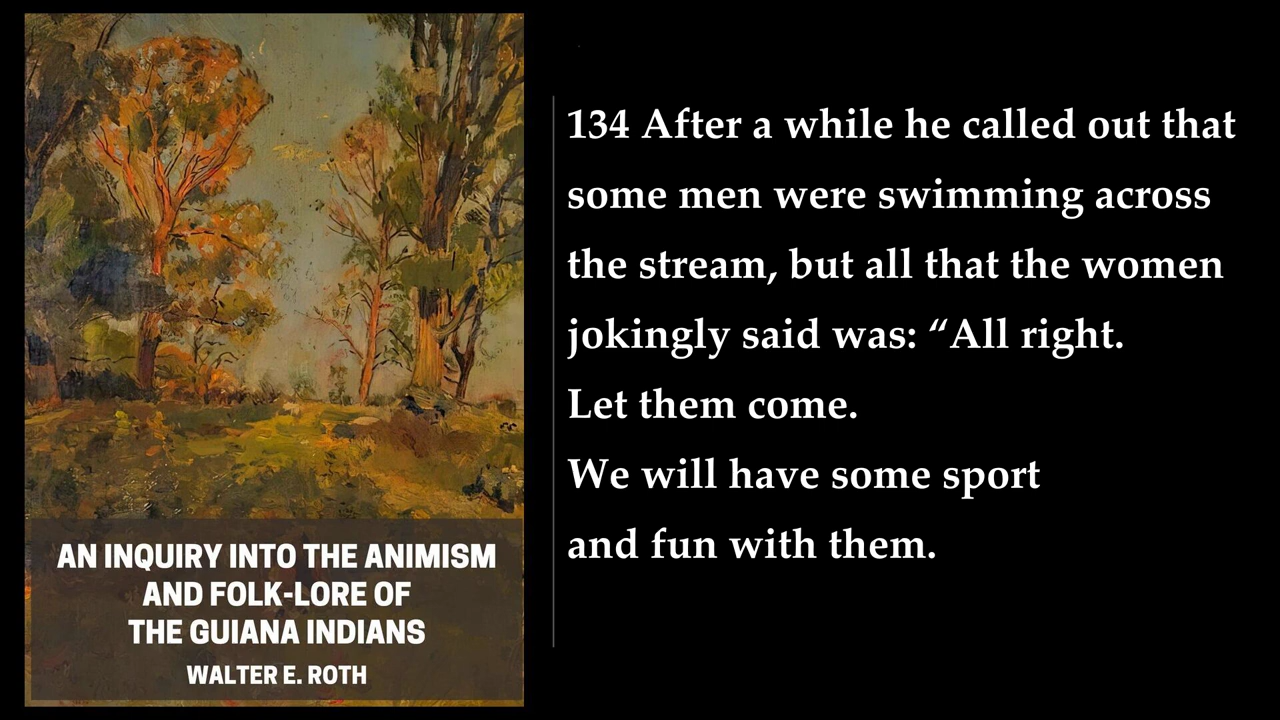 134 After a while he called out that
some men were swimming across
the stream, but all that the women
jokingly said was: “All right.
Let them come.
We will have some sport
and fun with them.
AN INQUIRY INTO THE ANIMISM
AND FOLK-LORE OF
THE GUIANA INDIANS
WALTER E. ROTH